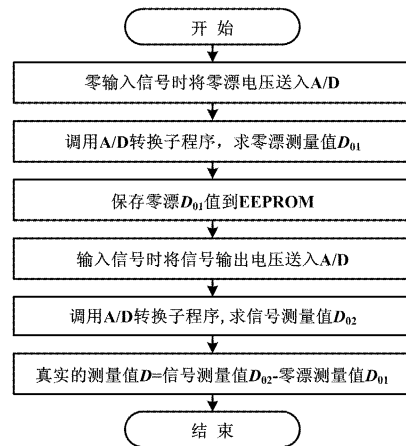 开 始
零输入信号时将零漂电压送入A/D
调用A/D转换子程序，求零漂测量值D01
保存零漂D01值到EEPROM
输入信号时将信号输出电压送入A/D
调用A/D转换子程序,求信号测量值D02
真实的测量值D=信号测量值D02-零漂测量值D01
结 束